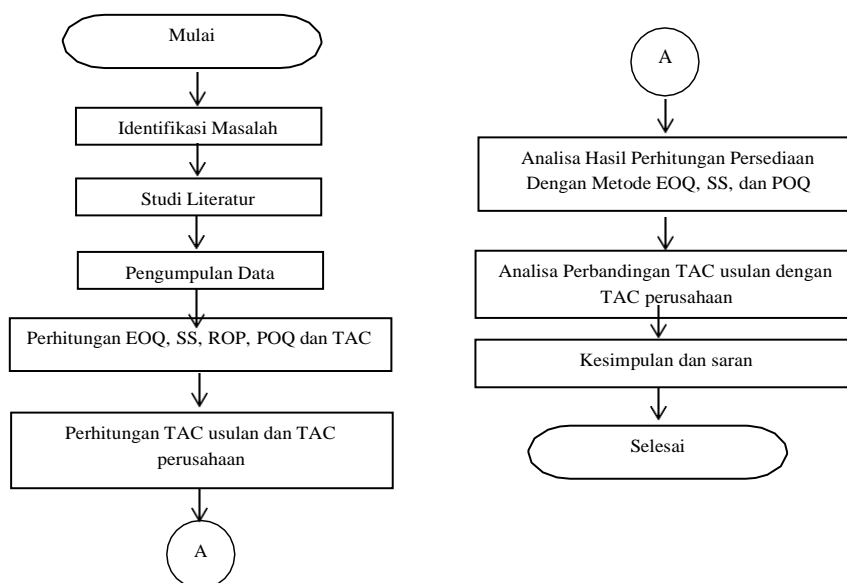 Mulai
Identifikasi Masalah
Studi Literatur
Pengumpulan Data
Perhitungan EOQ, SS, ROP, POQ dan TAC
Perhitungan TAC usulan dan TAC
perusahaan
A
A
Analisa Hasil Perhitungan Persediaan
Dengan Metode EOQ, SS, dan POQ
Analisa Perbandingan TAC usulan dengan
TAC perusahaan
Kesimpulan dan saran
Selesai